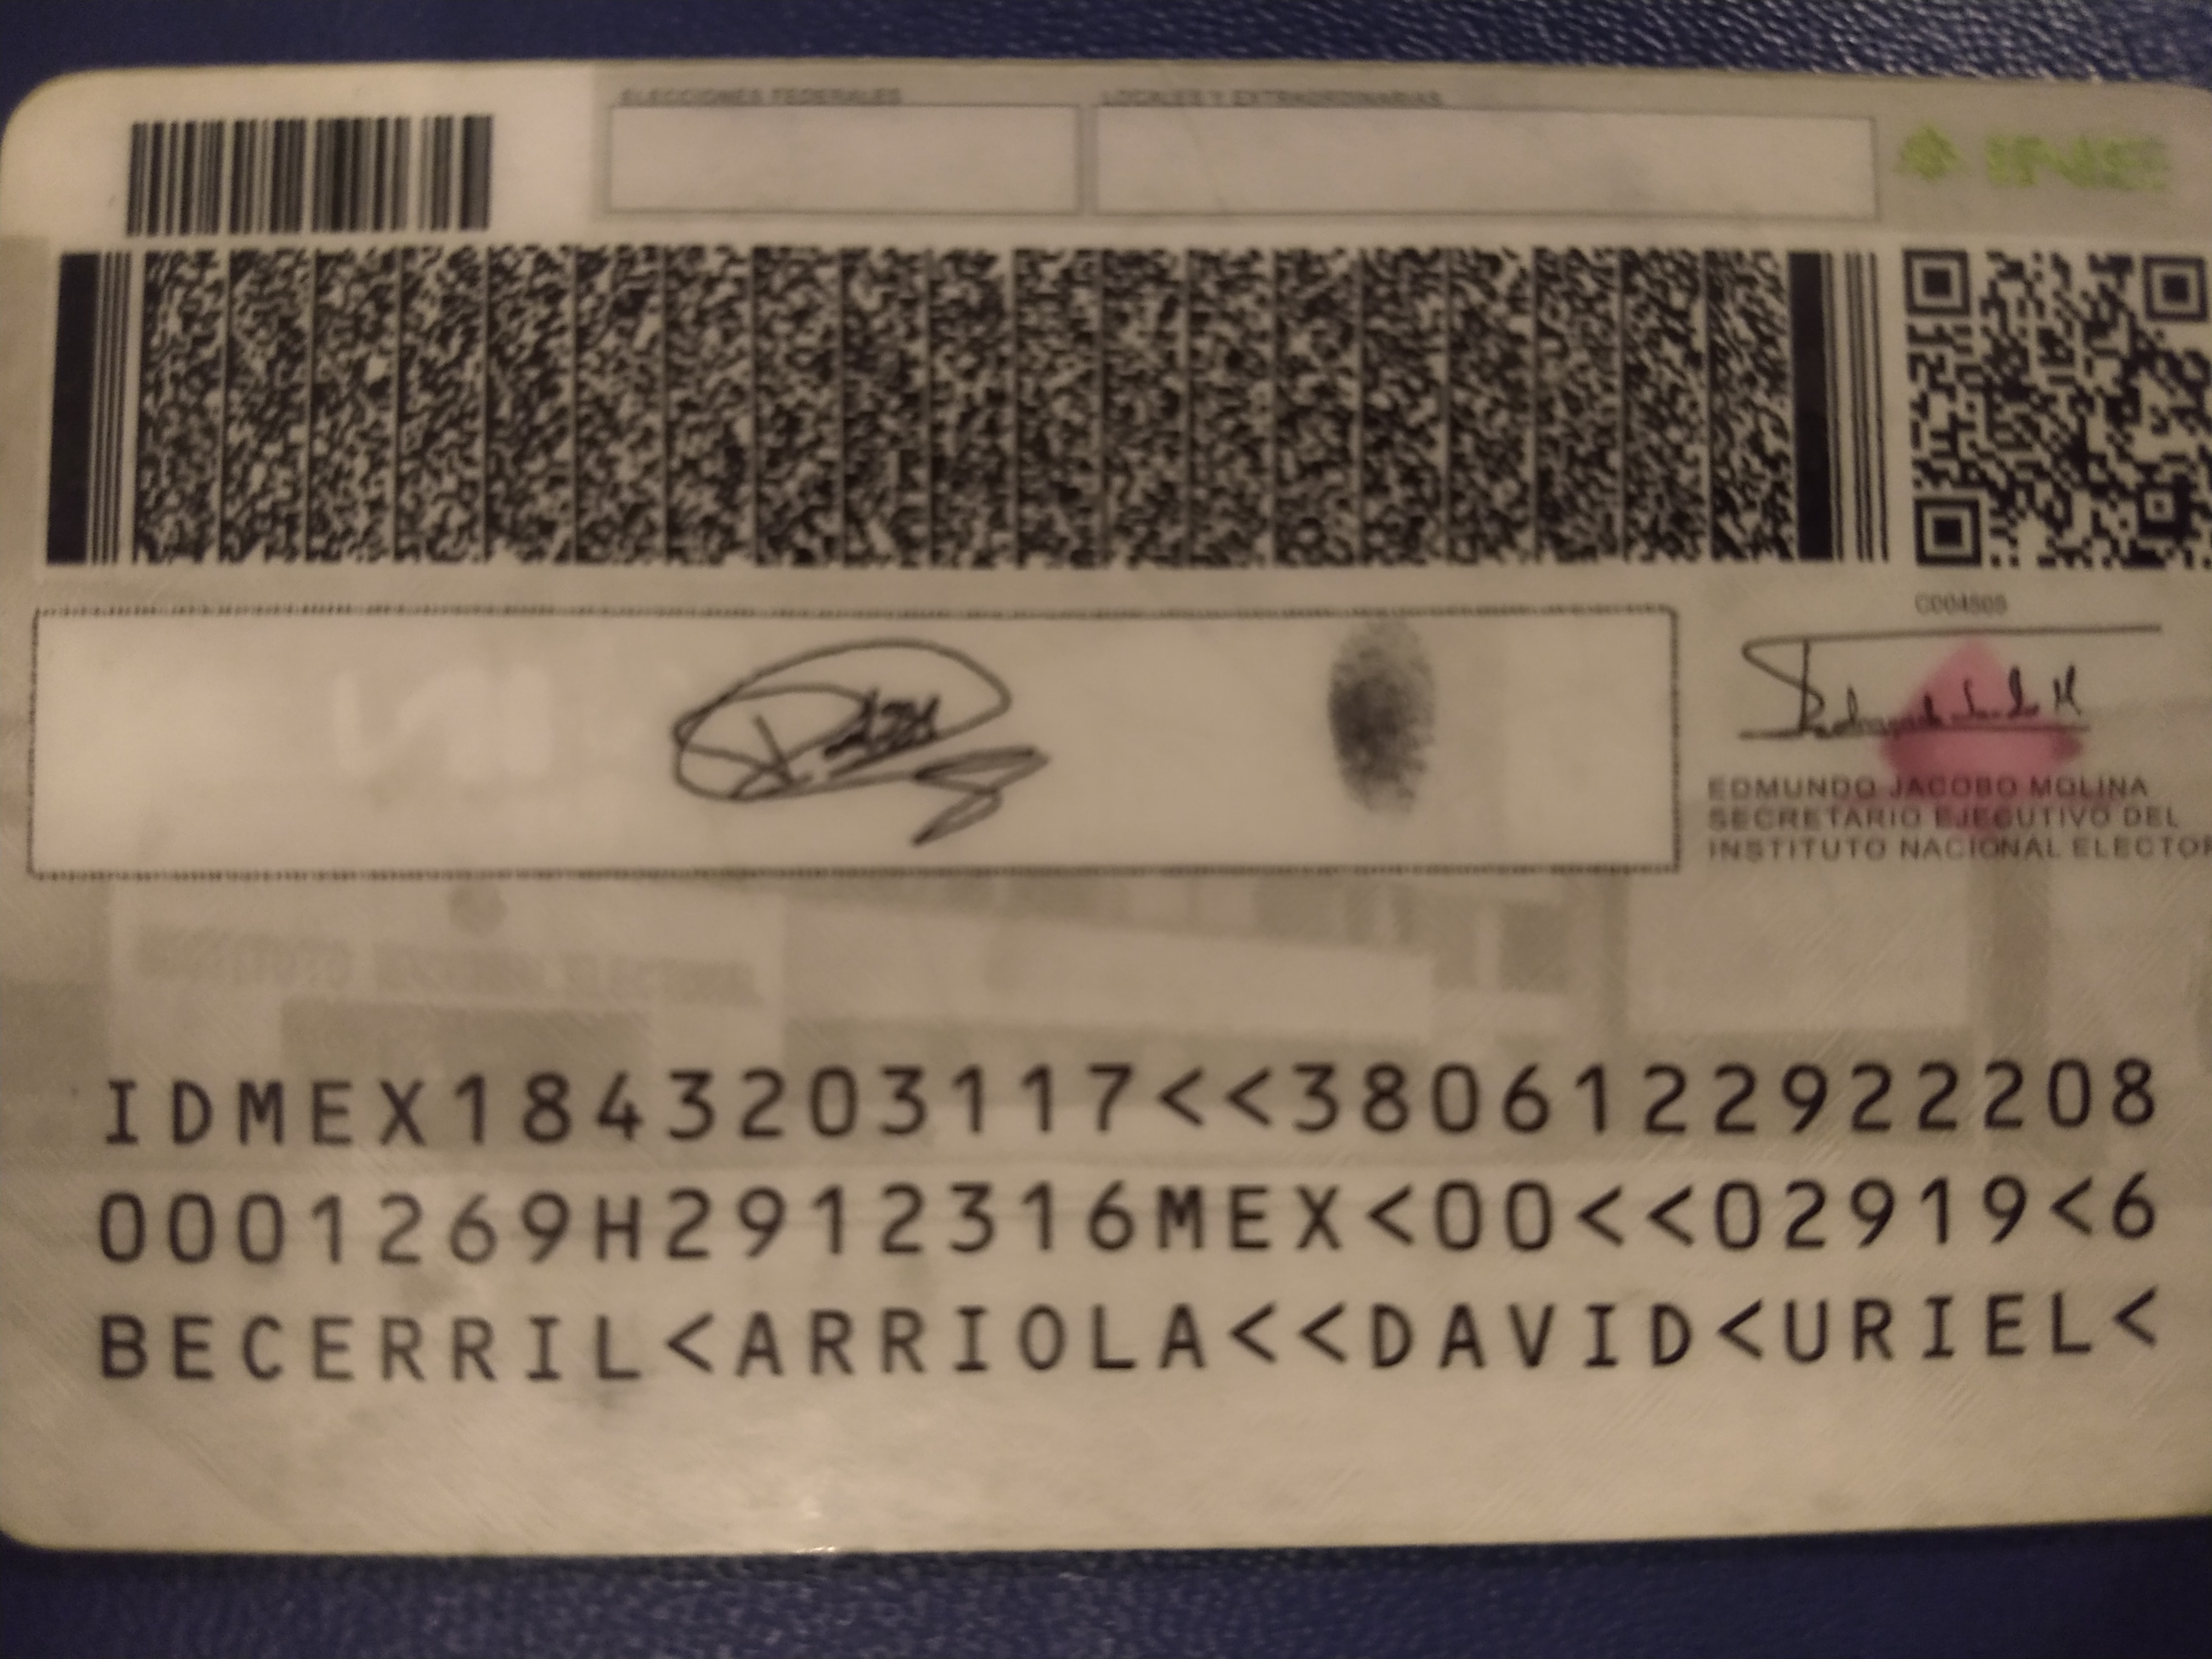 ELECCIONES FEDERALES
LOCALES Y EXTRAORDINARIAS
INE
EDMUNDO JACOBO MOLINA
SECRETARIO EJECUTIVO DEL
INSTITUTO NACIONAL ELECTOR
IDMEX1843203117<<3806122922208
0001269H2912316MEX<00<<02919<6
BECERRIL<ARRIOLA<<DAVID<URIEL<